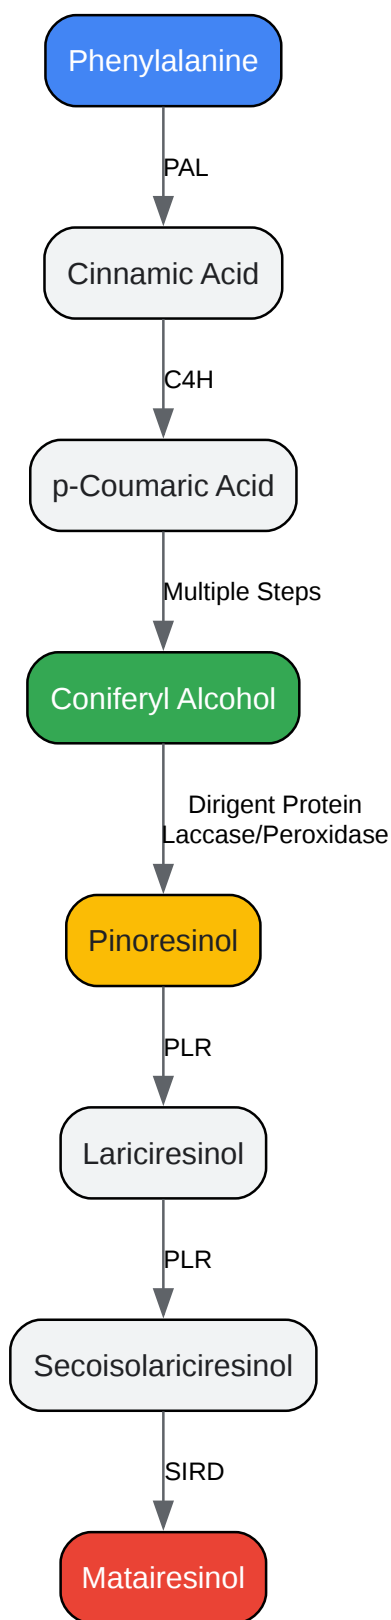 Phenylalanine
PAL
Cinnamic Acid
C4H
p-Coumaric Acid
Multiple Steps
Coniferyl Alcohol
Dirigent Protein
Laccase/Peroxidase
Pinoresinol
PLR
Lariciresinol
PLR
Secoisolariciresinol
SIRD
Matairesinol